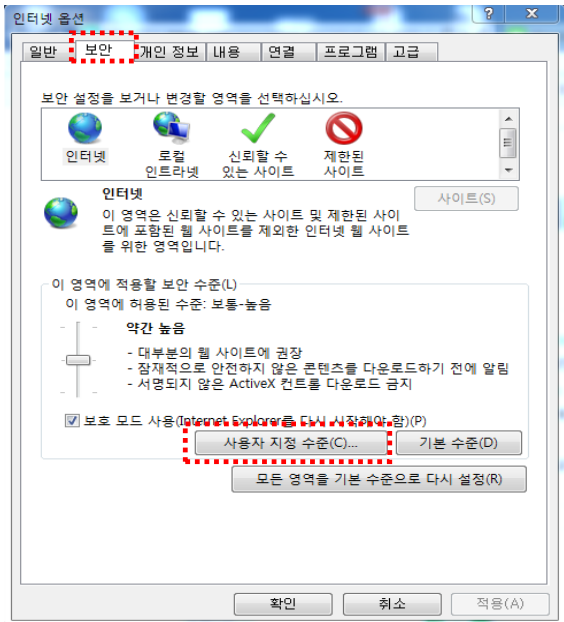 인터넷 옵션
일반 보안 개인 정보 내용 연결 프로그램 고급
보안 설정을 보거나 변경할 영역을 선택하십시오.
인터넷 로컬 인트라넷 신뢰할 수 있는 사이트 제한된 사이트
인터넷
사이트(S)
이 영역은 신뢰할 수 있는 사이트 및 제한된 사이
트에 포함된 웹 사이트를 제외한 인터넷 웹 사이트
를 위한 영역입니다.
이 영역에 적용할 보안 수준(L)
이 영역에 허용된 수준: 보통-높음
약간 높음
- 대부분의 웹 사이트에 권장
- 잠재적으로 안전하지 않은 콘텐츠를 다운로드하기 전에 알림
- 서명되지 않은 ActiveX 컨트롤 다운로드 금지
보호 모드 사용(Internet Explorer를 다시 시작해야 함)(P)
사용자 지정 수준(C)... 기본 수준(D)
모든 영역을 기본 수준으로 다시 설정(R)
확인 취소 적용(A)